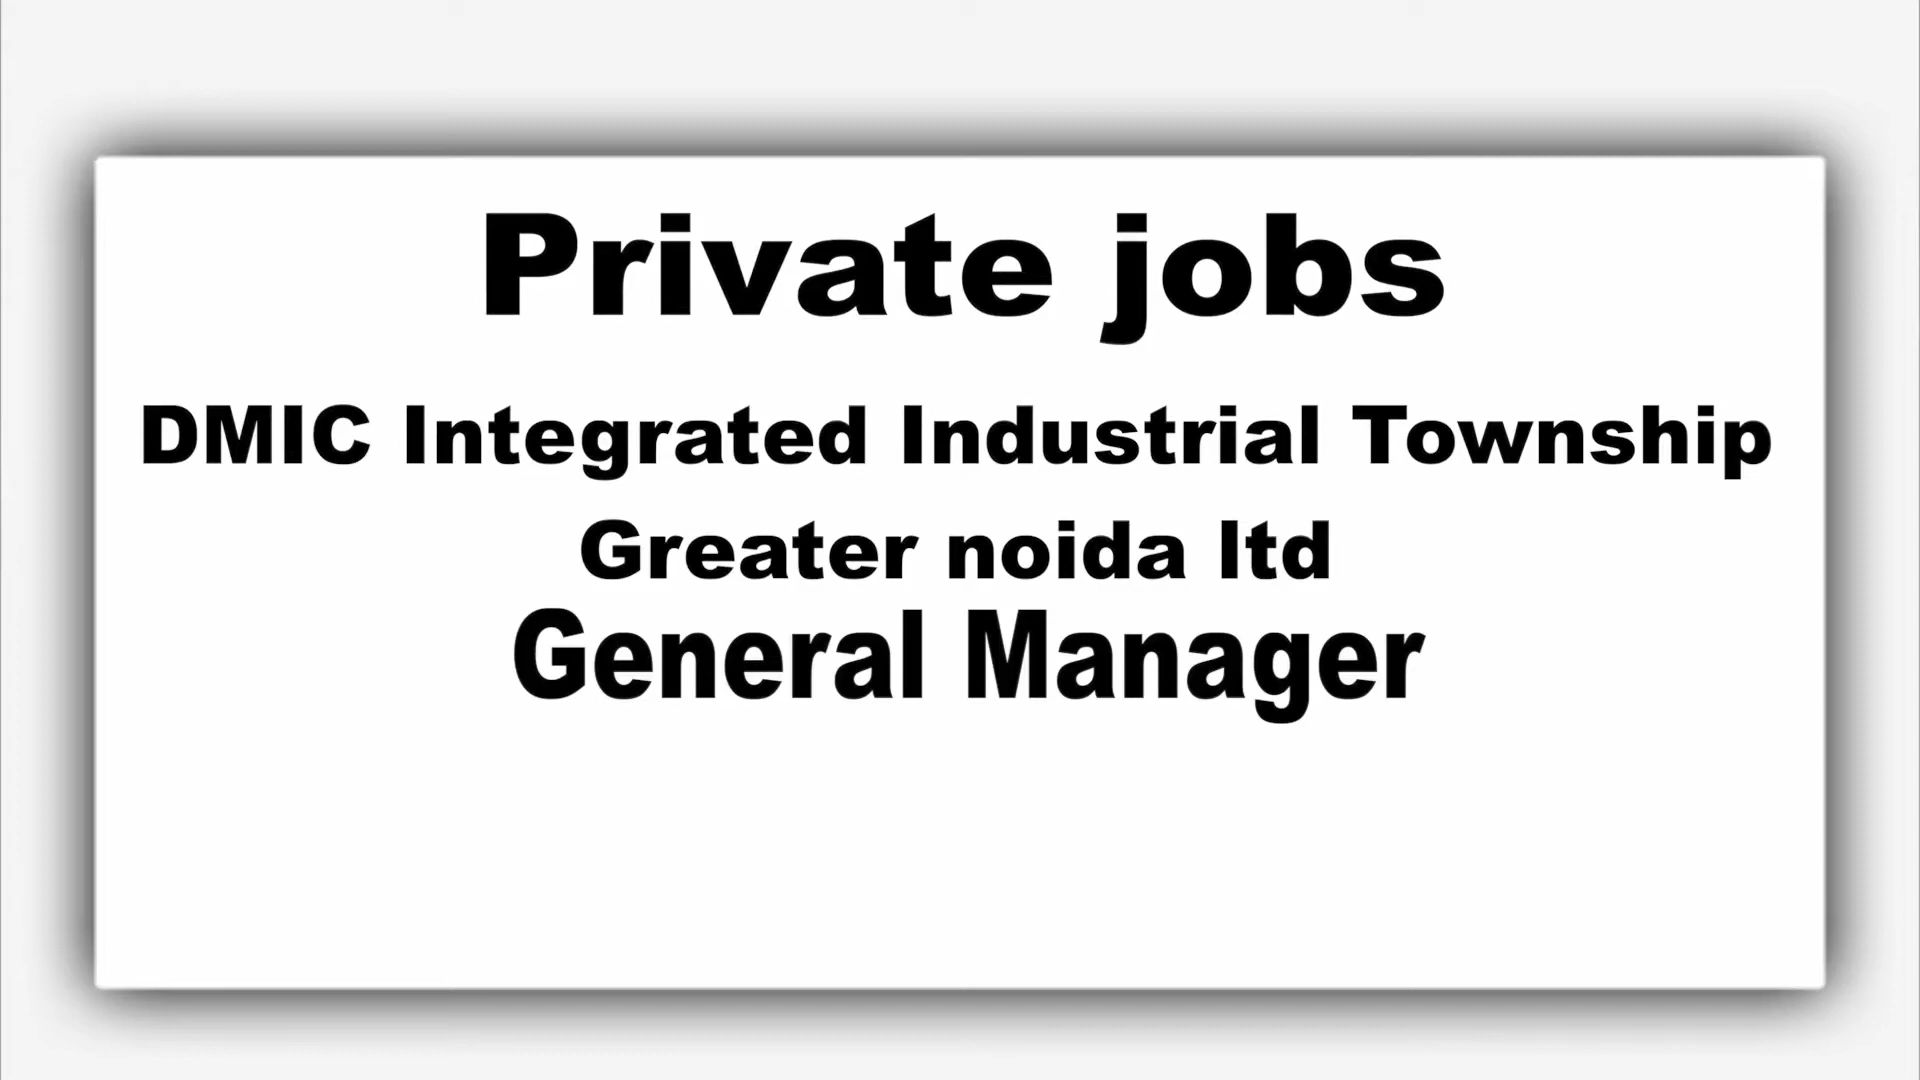 Private jobs
DMIC Integrated Industrial Township
Greater noida ltd
General Manager